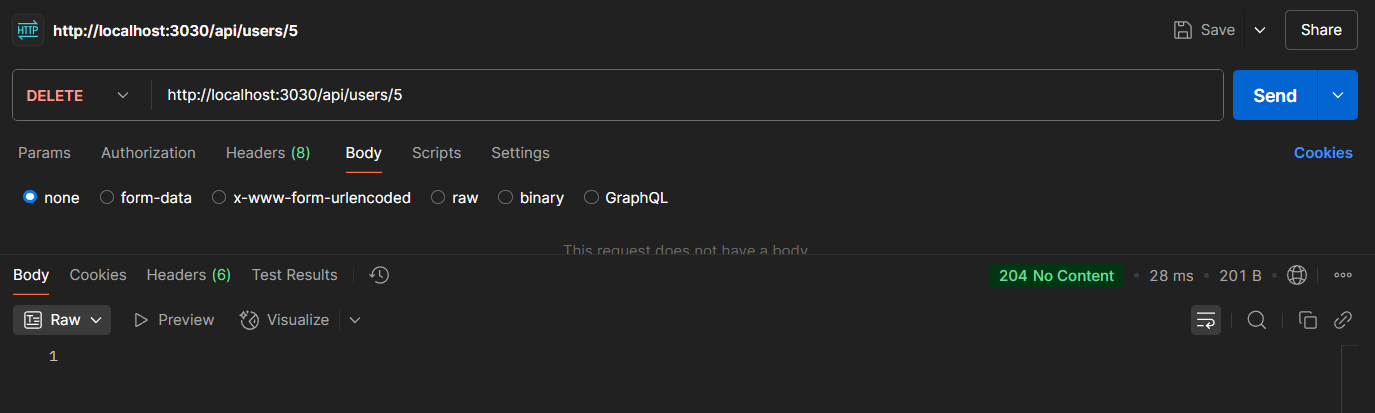 HTTP http://localhost:3030/api/users/5 Save Share
DELETE http://localhost:3030/api/users/5 Send
Params Authorization Headers (8) Body Scripts Settings Cookies
none form-data x-www-form-urlencoded raw binary GraphQL
This request does not have a body
Body Cookies Headers (6) Test Results 204 No Content • 28 ms • 201 B •
Raw Preview Visualize
1